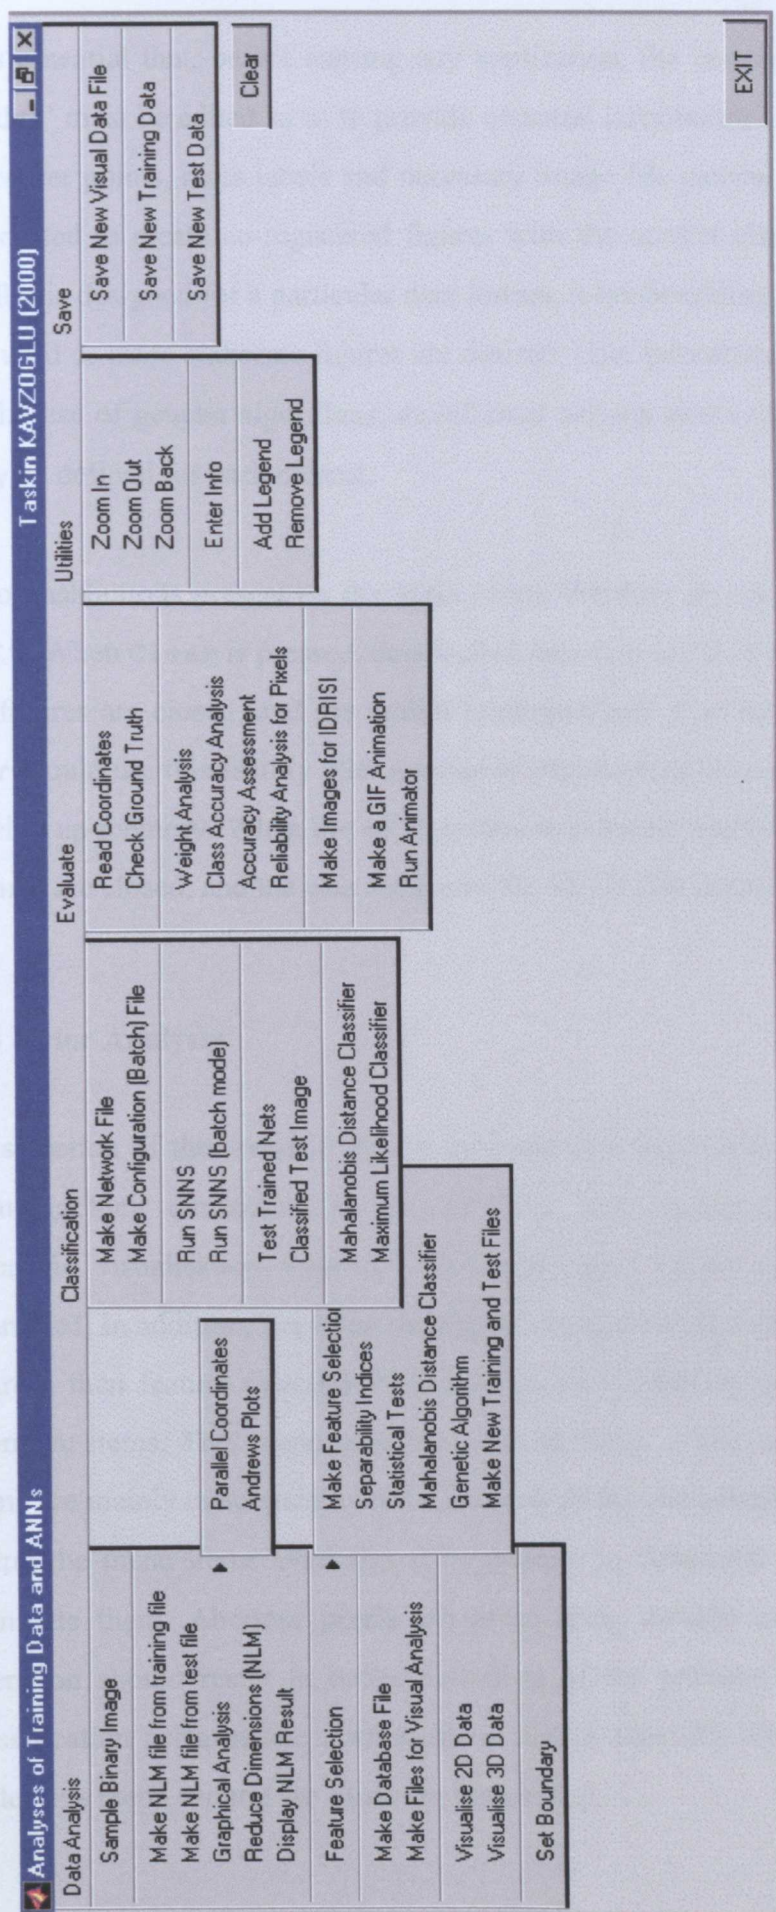 Analyses of Training Data and ANNs
Taskin KAVZOGLU (2000)
Data Analysis
Classification
Evaluate
Utilities
Save
Sample Binary Image
Make NLM file from training file
Make NLM file from test file
Graphical Analysis
Reduce Dimensions (NLM)
Display NLM Result
Feature Selection
Make Database File
Make Files for Visual Analysis
Visualise 2D Data
Visualise 3D Data
Set Boundary
Parallel Coordinates
Andrews Plots
Make Feature Selection
Separability Indices
Statistical Tests
Mahalanobis Distance Classifier
Genetic Algorithm
Make New Training and Test Files
Make Network File
Make Configuration (Batch) File
Run SNNS
Run SNNS (batch mode)
Test Trained Nets
Classified Test Image
Mahalanobis Distance Classifier
Maximum Likelihood Classifier
Read Coordinates
Check Ground Truth
Weight Analysis
Class Accuracy Analysis
Accuracy Assessment
Reliability Analysis for Pixels
Make Images for IDRISI
Make a GIF Animation
Run Animator
Zoom In
Zoom Out
Zoom Back
Enter Info
Add Legend
Remove Legend
Save New Visual Data File
Save New Training Data
Save New Test Data
Clear
EXIT